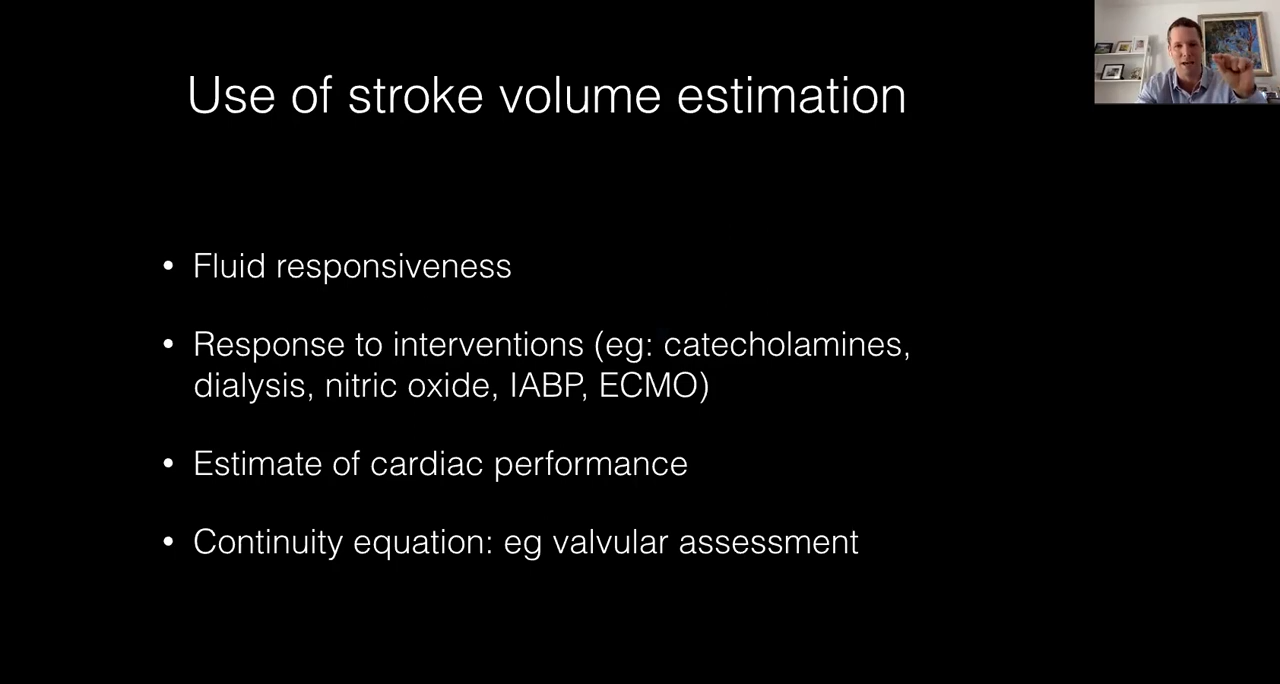 Use of stroke volume estimation
• Fluid responsiveness
• Response to interventions (eg: catecholamines,
dialysis, nitric oxide, IABP, ECMO)
• Estimate of cardiac performance
• Continuity equation: eg valvular assessment